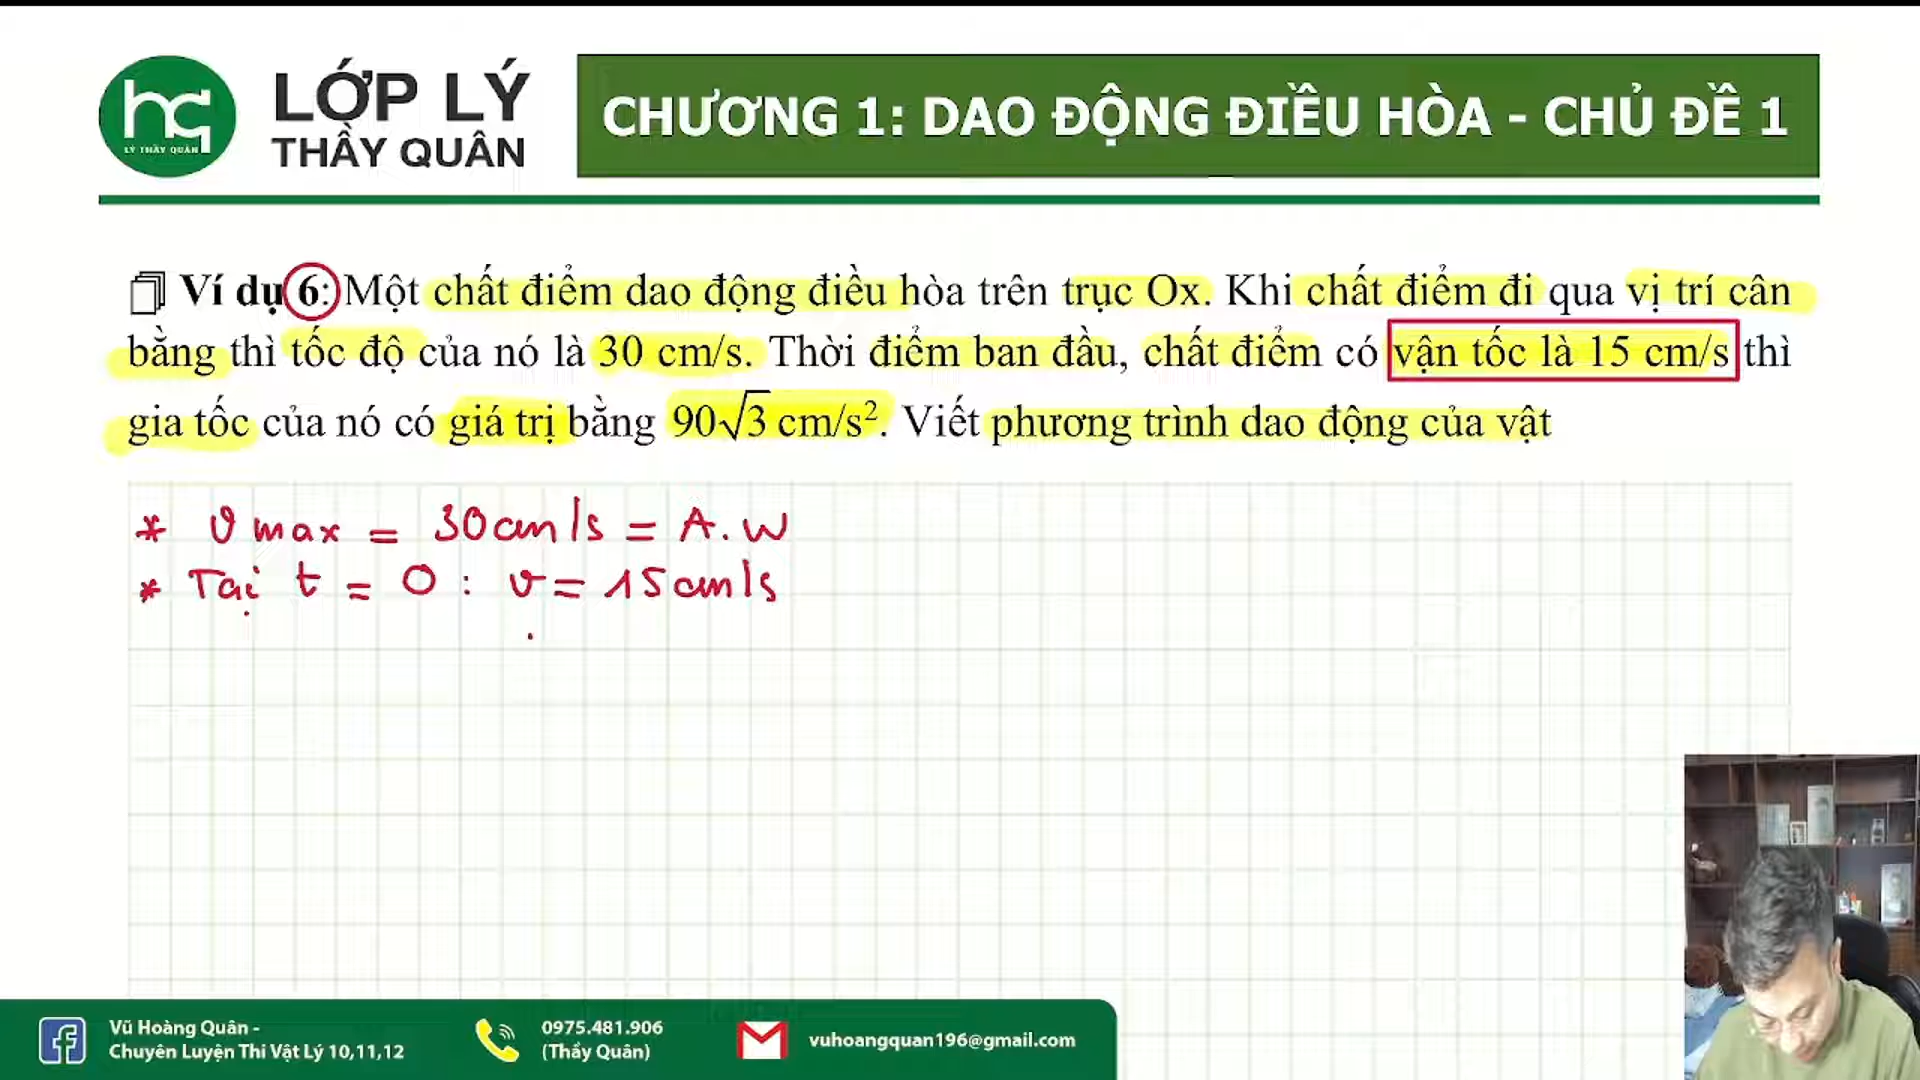 hq
LÝ THẦY QUÂN
LỚP LÝ
THẦY QUÂN
CHƯƠNG 1: DAO ĐỘNG ĐIỀU HÒA - CHỦ ĐỀ 1
Ví dụ 6: Một chất điểm dao động điều hòa trên trục Ox. Khi chất điểm đi qua vị trí cân
bằng thì tốc độ của nó là 30 cm/s. Thời điểm ban đầu, chất điểm có vận tốc là 15 cm/s thì
gia tốc của nó có giá trị bằng 90√3 cm/s². Viết phương trình dao động của vật
* v max = 30cm/s = A.W
* Tại t = 0 : v = 15cm/s
Vũ Hoàng Quân -
Chuyên Luyện Thi Vật Lý 10,11,12
0975.481.906
(Thầy Quân)
vuhoangquan196@gmail.com